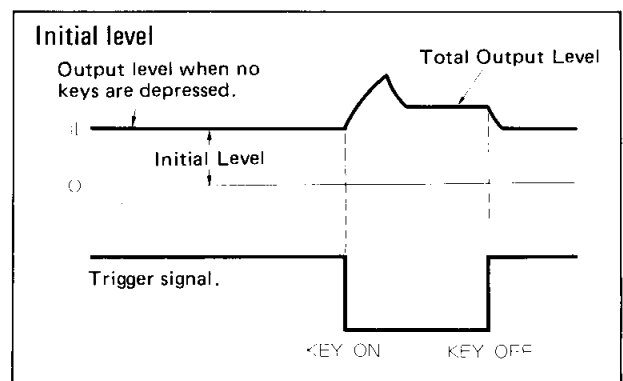 Initial level
Output level when no
keys are depressed.
Total Output Level
Initial Level
0
Trigger signal.
KEY ON
KEY OFF